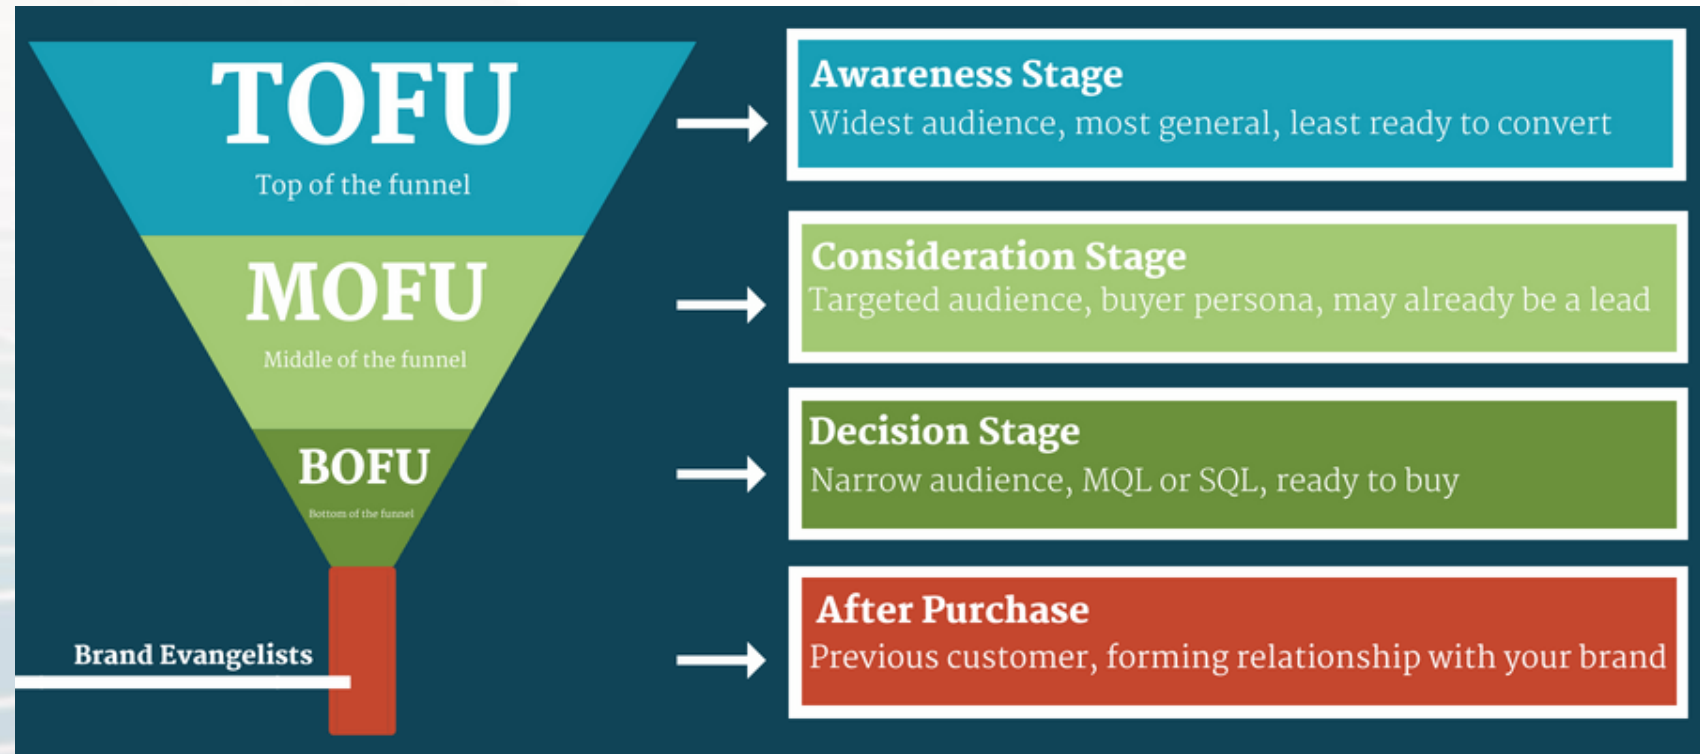 TOFU
Top of the funnel
Awareness Stage
Widest audience, most general, least ready to convert
MOFU
Middle of the funnel
Consideration Stage
Targeted audience, buyer persona, may already be a lead
BOFU
Bottom of the funnel
Decision Stage
Narrow audience, MQL or SQL, ready to buy
Brand Evangelists
After Purchase
Previous customer, forming relationship with your brand